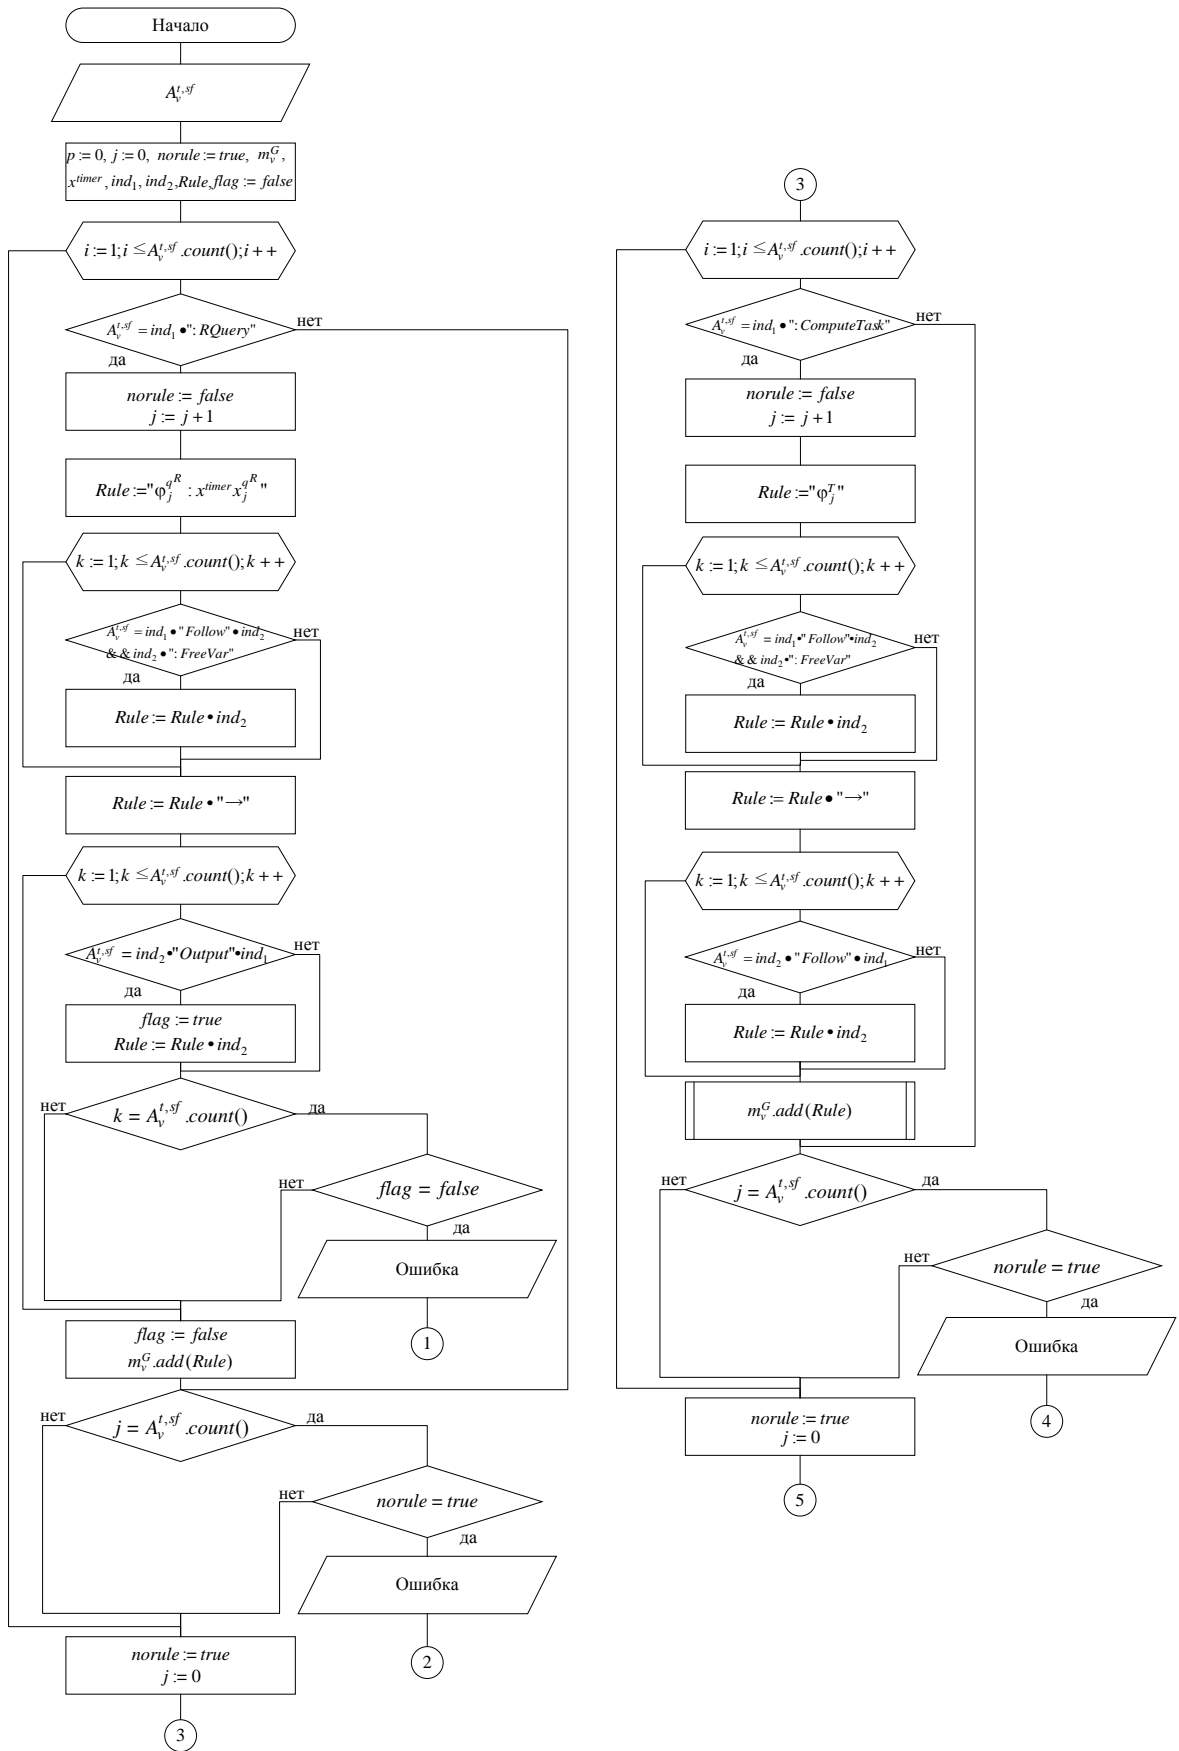 Начало
A_v^{t,sf}
p := 0, j := 0, norule := true, m_v^G,
x^{timer}, ind_1, ind_2, Rule, flag := false
i := 1; i ≤ A_v^{t,sf}.count(); i + +
A_v^{t,sf} = ind_1 • ": RQuery"
нет
да
norule := false
j := j + 1
Rule := "φ_j^{q^R} : x^{timer} x_j^{q^R}"
k := 1; k ≤ A_v^{t,sf}.count(); k + +
A_v^{t,sf} = ind_1 • "Follow" • ind_2
& & ind_2 • ": FreeVar"
нет
да
Rule := Rule • ind_2
Rule := Rule • "→"
k := 1; k ≤ A_v^{t,sf}.count(); k + +
A_v^{t,sf} = ind_2 • "Output" • ind_1
нет
да
flag := true
Rule := Rule • ind_2
нет
k = A_v^{t,sf}.count()
да
нет
flag = false
да
Ошибка
1
flag := false
m_v^G.add(Rule)
нет
j = A_v^{t,sf}.count()
да
нет
norule = true
да
Ошибка
2
norule := true
j := 0
3
3
i := 1; i ≤ A_v^{t,sf}.count(); i + +
A_v^{t,sf} = ind_1 • ": ComputeTask"
нет
да
norule := false
j := j + 1
Rule := "φ_j^T"
k := 1; k ≤ A_v^{t,sf}.count(); k + +
A_v^{t,sf} = ind_1 • "Follow" • ind_2
& & ind_2 • ": FreeVar"
нет
да
Rule := Rule • ind_2
Rule := Rule • "→"
k := 1; k ≤ A_v^{t,sf}.count(); k + +
A_v^{t,sf} = ind_2 • "Follow" • ind_1
нет
да
Rule := Rule • ind_2
m_v^G.add(Rule)
нет
j = A_v^{t,sf}.count()
да
нет
norule = true
да
Ошибка
4
norule := true
j := 0
5